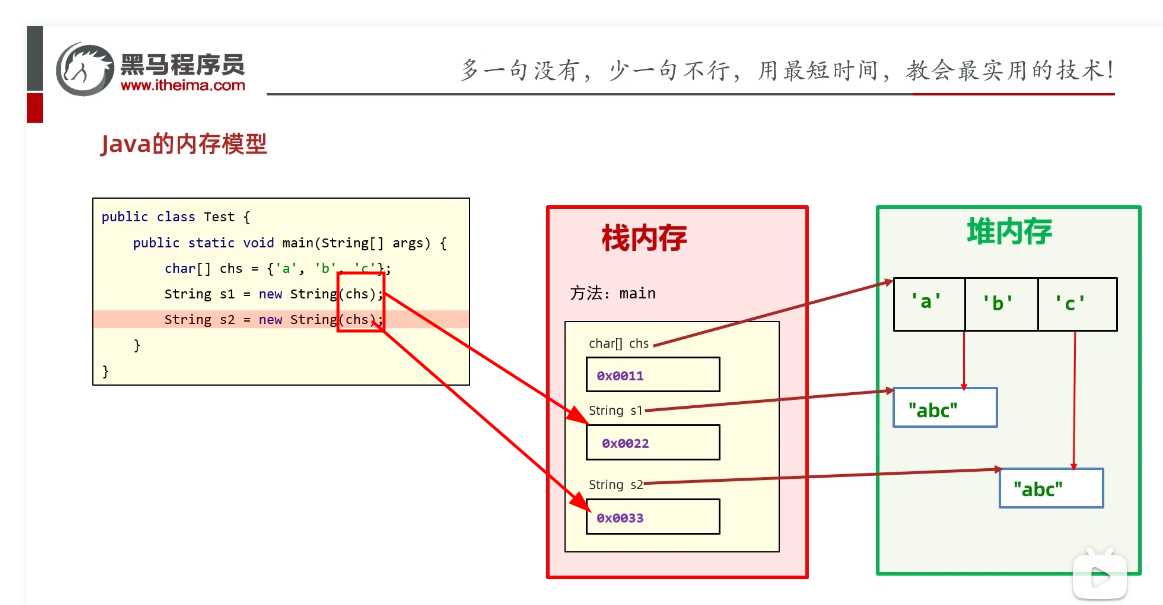 黑马程序员
www.itheima.com
多一句没有，少一句不行，用最短时间，教会最实用的技术！
Java的内存模型
public class Test {
public static void main(String[] args) {
char[] chs = {'a', 'b', 'c'};
String s1 = new String(chs);
String s2 = new String(chs);
}
}
栈内存
方法：main
char[] chs
0x0011
String s1
0x0022
String s2
0x0033
堆内存
'a' 'b' 'c'
"abc"
"abc"